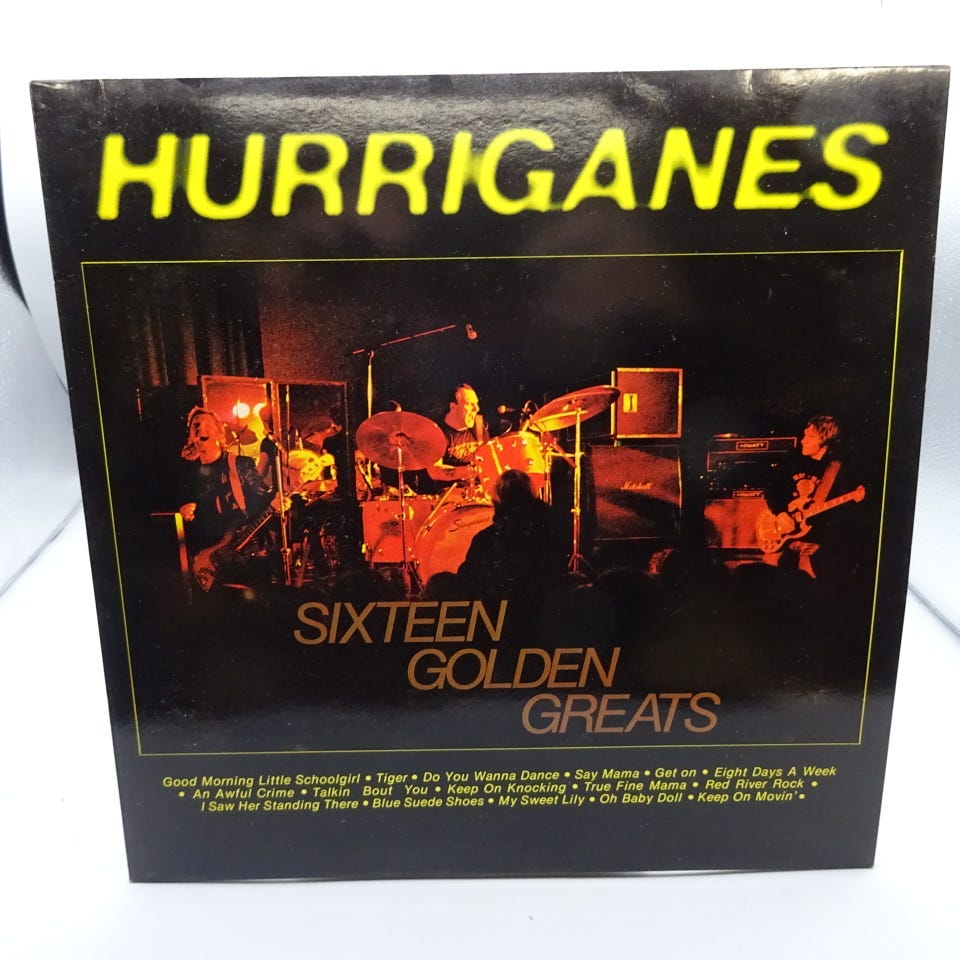 HURRIGANES
HIWATT
Marshall
SIXTEEN
GOLDEN
GREATS
Good Morning Little Schoolgirl • Tiger • Do You Wanna Dance • Say Mama • Get on • Eight Days A Week
• An Awful Crime • Talkin' Bout You • Keep On Knocking • True Fine Mama • Red River Rock •
I Saw Her Standing There • Blue Suede Shoes • My Sweet Lily • Oh Baby Doll • Keep On Movin' •